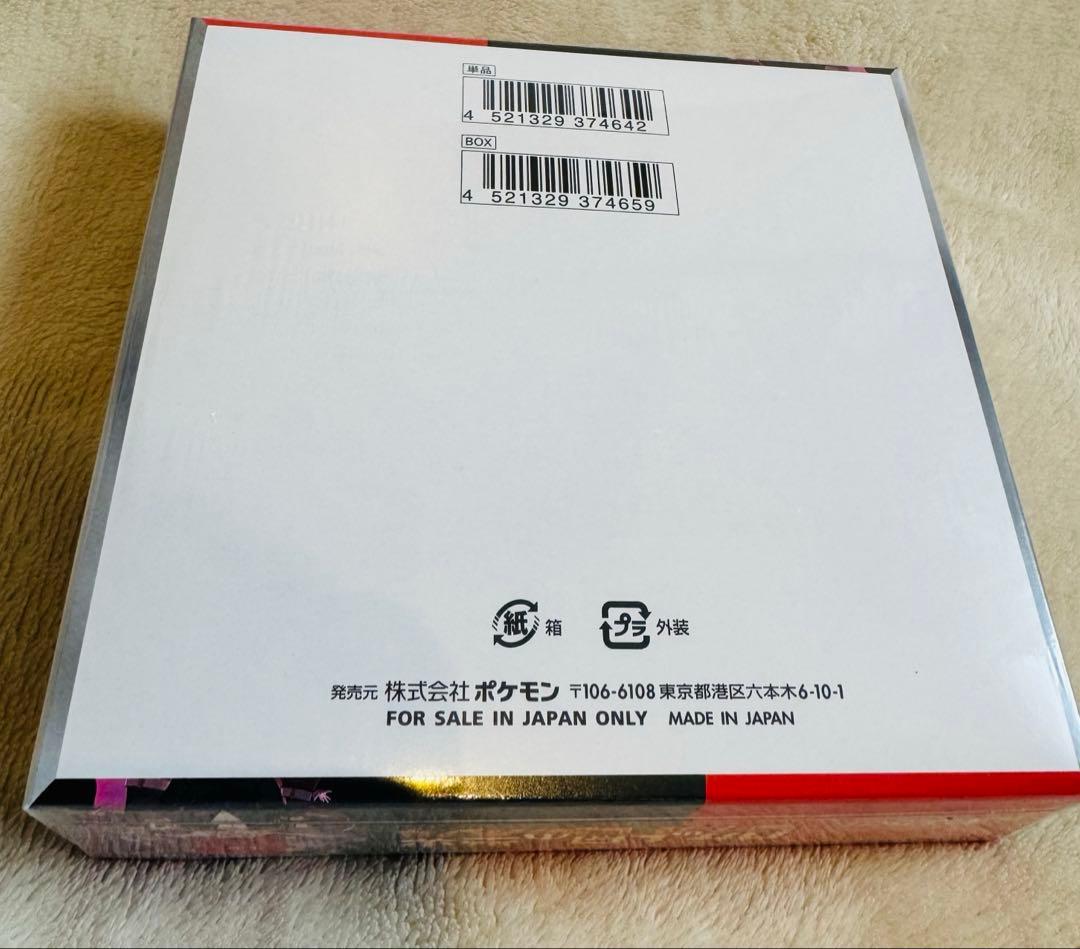 単品
4 521329 374642
BOX
4 521329 374659
紙 箱 プラ 外装
発売元 株式会社ポケモン 〒106-6108 東京都港区六本木6-10-1
FOR SALE IN JAPAN ONLY MADE IN JAPAN